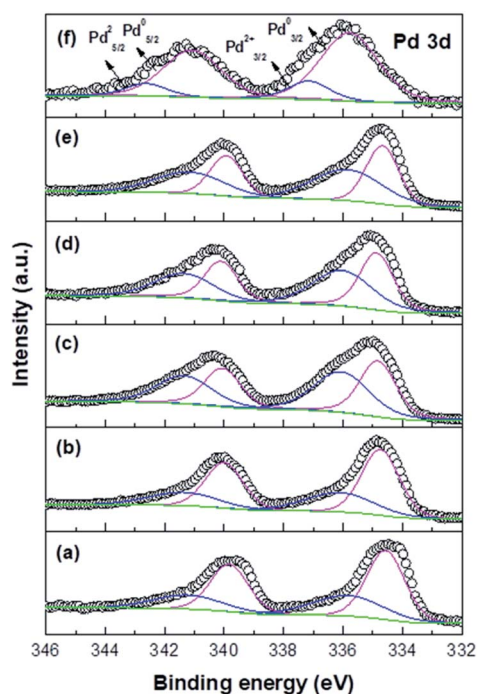 (f)
Pd²₅/₂
Pd⁰₅/₂
Pd²⁺₃/₂
Pd⁰₃/₂
Pd 3d
(e)
(d)
(c)
(b)
(a)
Intensity (a.u.)
346 344 342 340 338 336 334 332
Binding energy (eV)